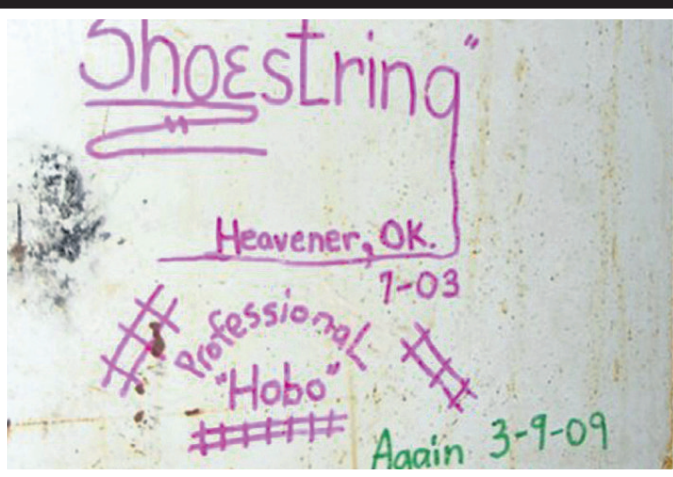 Shoestring"
Heavener, OK.
7-03
Professional
"Hobo"
Again 3-9-09